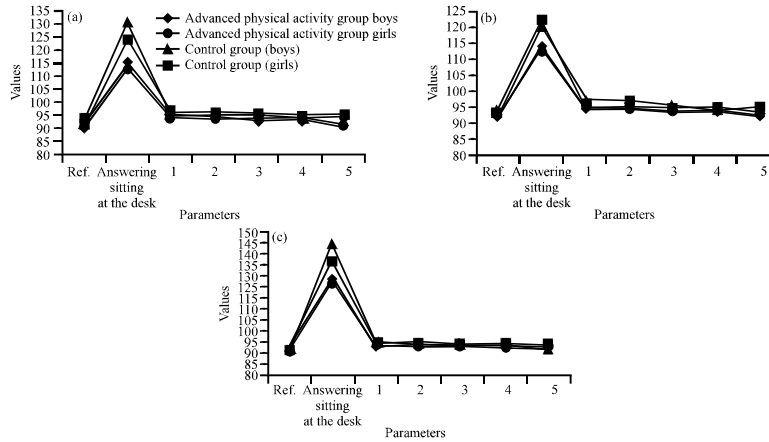 (a)
Advanced physical activity group boys
Advanced physical activity group girls
Control group (boys)
Control group (girls)
Values
135
130
125
120
115
110
105
100
95
90
85
80
Ref. Answering 1 2 3 4 5
sitting
at the desk
Parameters
(b)
Values
125
120
115
110
105
100
95
90
85
80
Ref. Answering 1 2 3 4 5
sitting
at the desk
Parameters
(c)
Values
150
145
140
135
130
125
120
115
110
105
100
95
90
85
80
Ref. Answering 1 2 3 4 5
sitting
at the desk
Parameters